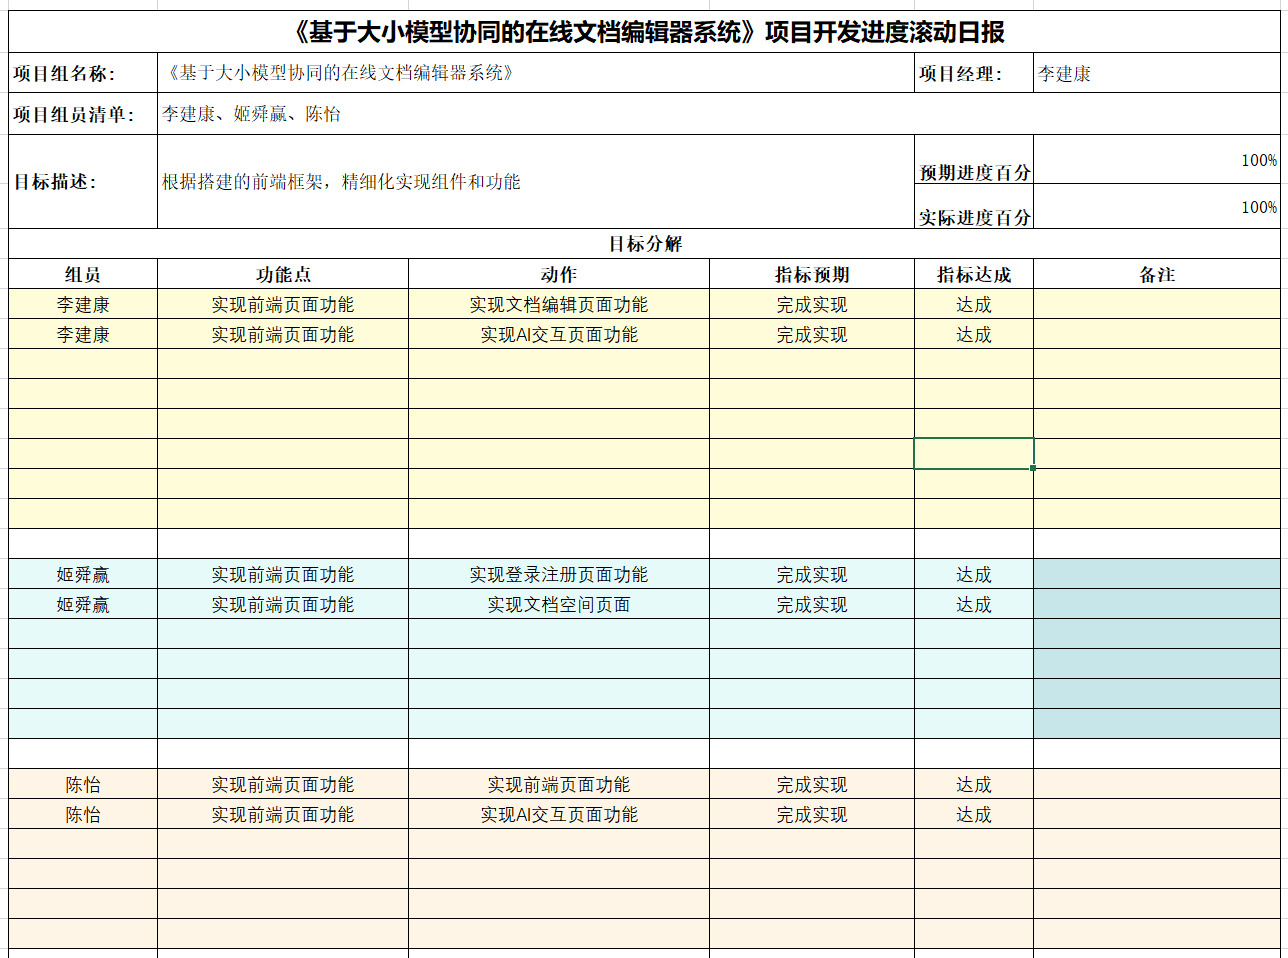 《基于大小模型协同的在线文档编辑器系统》项目开发进度滚动日报
项目组名称： 《基于大小模型协同的在线文档编辑器系统》 项目经理： 李建康
项目组员清单： 李建康、姬舜赢、陈怡
目标描述： 根据搭建的前端框架，精细化实现组件和功能
预期进度百分 100%
实际进度百分 100%
目标分解
组员 功能点 动作 指标预期 指标达成 备注
李建康 实现前端页面功能 实现文档编辑页面功能 完成实现 达成
李建康 实现前端页面功能 实现AI交互页面功能 完成实现 达成
姬舜赢 实现前端页面功能 实现登录注册页面功能 完成实现 达成
姬舜赢 实现前端页面功能 实现文档空间页面 完成实现 达成
陈怡 实现前端页面功能 实现前端页面功能 完成实现 达成
陈怡 实现前端页面功能 实现AI交互页面功能 完成实现 达成